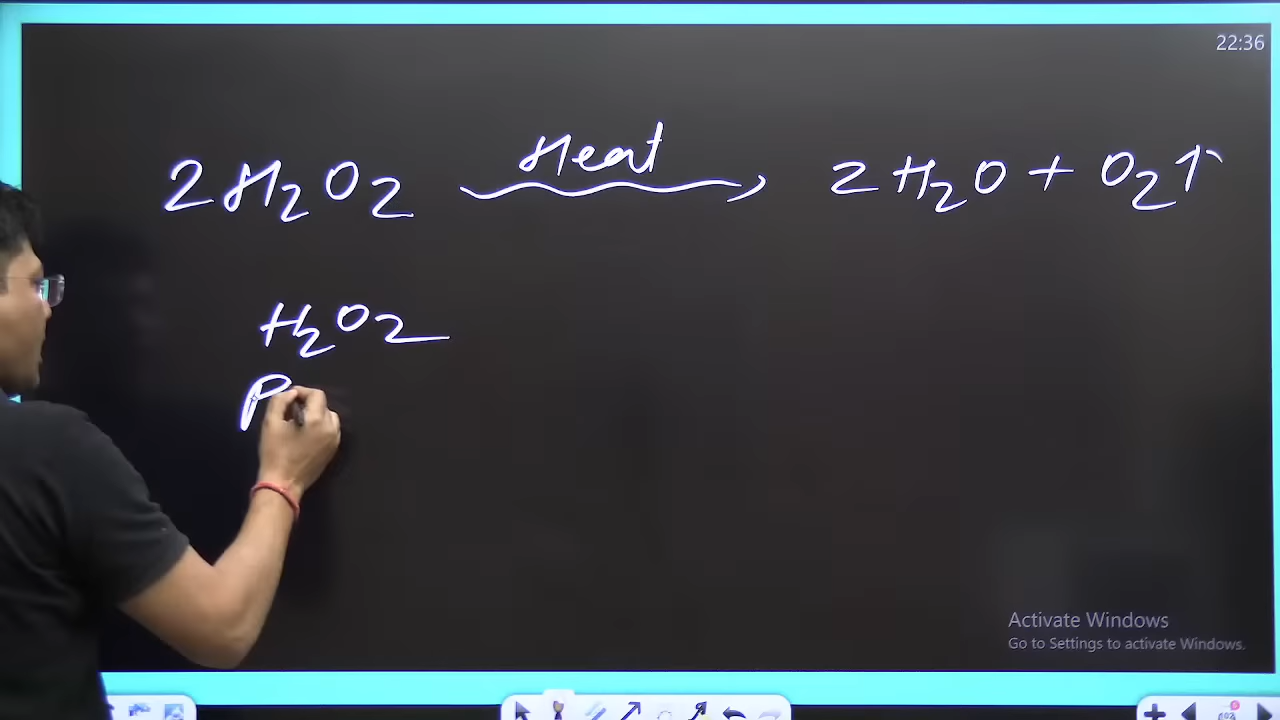 22:36
2H₂O₂ Heat → 2H₂O + O₂↑
H₂O₂
P
Activate Windows
Go to Settings to activate Windows.